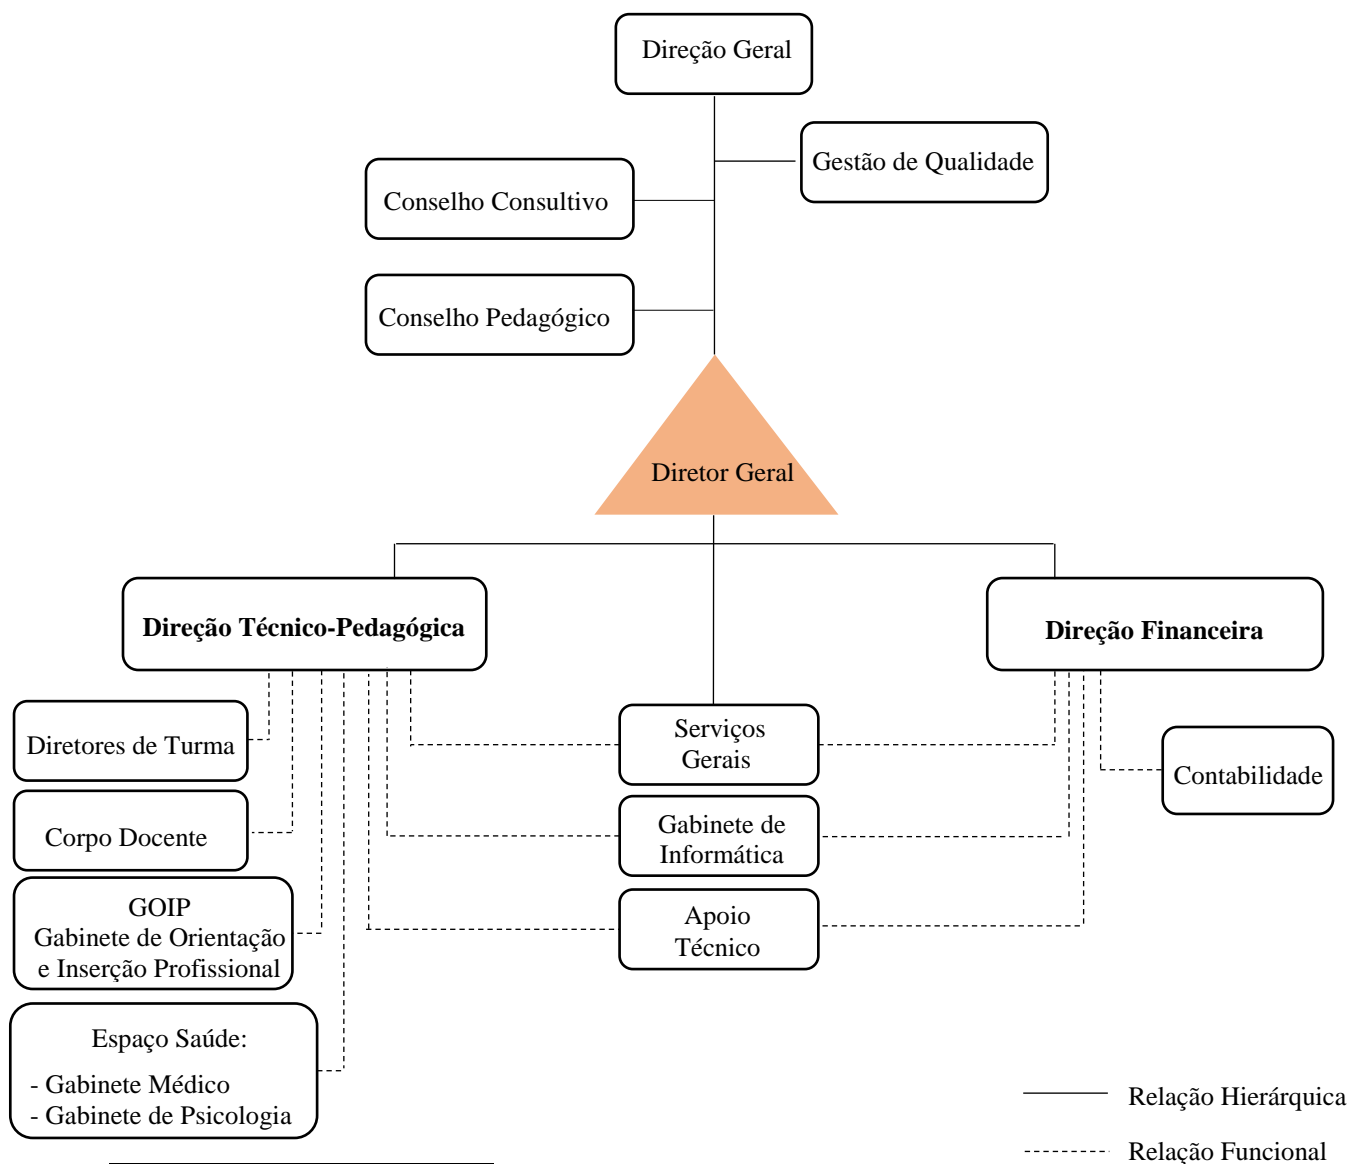 Direção Geral
Gestão de Qualidade
Conselho Consultivo
Conselho Pedagógico
Diretor Geral
Direção Técnico-Pedagógica
Direção Financeira
Diretores de Turma
Serviços
Gerais
Contabilidade
Corpo Docente
Gabinete de
Informática
GOIP
Gabinete de Orientação
e Inserção Profissional
Apoio
Técnico
Espaço Saúde:
- Gabinete Médico
- Gabinete de Psicologia
Relação Hierárquica
Relação Funcional